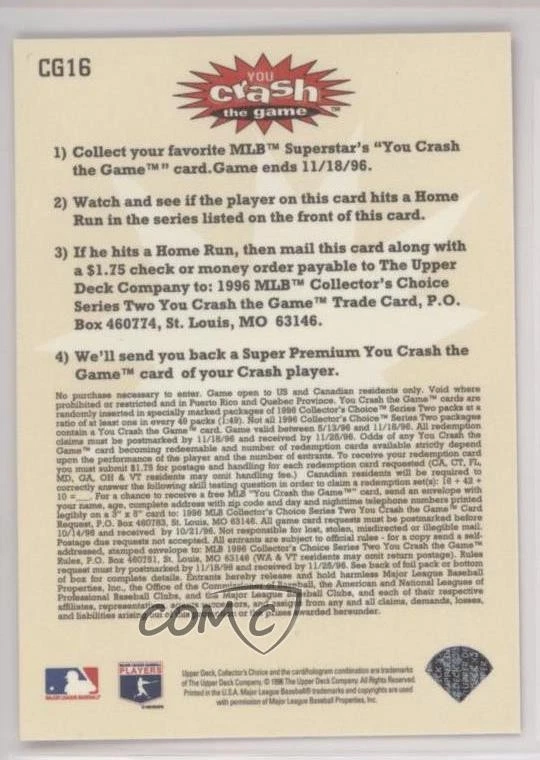 CG16
YOU
crash
the game™
1) Collect your favorite MLB™ Superstar's "You Crash
the Game™" card.Game ends 11/18/96.
2) Watch and see if the player on this card hits a Home
Run in the series listed on the front of this card.
3) If he hits a Home Run, then mail this card along with
a $1.75 check or money order payable to The Upper
Deck Company to: 1996 MLB™ Collector's Choice
Series Two You Crash the Game™ Trade Card, P.O.
Box 460774, St. Louis, MO 63146.
4) We'll send you back a Super Premium You Crash the
Game™ card of your Crash player.
No purchase necessary to enter. Game open to US and Canadian residents only. Void where
prohibited or restricted and in Puerto Rico and Quebec Province. You Crash the Game™ cards are
randomly inserted in specially marked packages of 1996 Collector's Choice™ Series Two packs at a
ratio of at least one in every 49 packs (1:49). Not all 1996 Collector's Choice™ Series Two packages
contain a You Crash the Game™ Card. Game valid between 5/13/96 and 11/18/96. All redemption
claims must be postmarked by 11/18/96 and received by 11/25/96. Odds of any You Crash the
Game™ card becoming redeemable and number of redemption cards available strictly depend
upon the performance of the player and the number of entrants. To receive your redemption card
you must submit $1.75 for postage and handling for each redemption card requested (CA, CT, FL,
MD, GA, OH & VT residents may omit handling fee). Canadian residents will be required to
correctly answer the following skill testing question in order to claim a redemption set(s): 16 + 42 +
10 =___. For a chance to receive a free MLB "You Crash the Game™" card, send an envelope with
your name, age, complete address with zip code and day and nighttime telephone numbers printed
legibly on a 3" x 5" card to: 1996 MLB Collector's Choice Series Two You Crash the Game™ Card
Request, P.O. Box 460783, St. Louis, MO 63146. All game card requests must be postmarked before
10/14/96 and received by 10/21/96. Not responsible for lost, stolen, misdirected or illegible mail.
Postage due requests not accepted. All entries are subject to official rules - for a copy send a self-
addressed, stamped envelope to: MLB 1996 Collector's Choice Series Two You Crash the Game™
Rules, P.O. Box 460781, St. Louis, MO 63146 (WA & VT residents may omit return postage). Rules
request must by postmarked by 11/18/96 and received by 11/25/96. See back of foil pack or bottom
of box for complete details. Entrants hereby release and hold harmless Major League Baseball
Properties, Inc., the Office of the Commissioner of Baseball, the American and National Leagues of
Professional Baseball Clubs, and the Major League Baseball Clubs, and each of their respective
affiliates, representatives, agents, successors, and assigns from any and all claims, demands, losses,
and liabilities arising out of this promotion or the prizes awarded hereunder.
COMC
MAJOR LEAGUE BASEBALL
MAJOR LEAGUE BASEBALL
PLAYERS
Upper Deck, Collector's Choice and the card/hologram combination are trademarks
of The Upper Deck Company. © 1996 The Upper Deck Company. All Rights Reserved.
Printed in the U.S.A. Major League Baseball® trademarks and copyrights are used
with permission of Major League Baseball Properties, Inc.